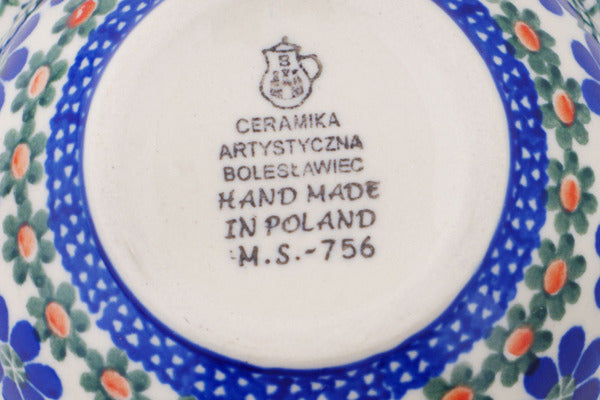 CERAMIKA
ARTYSTYCZNA
BOLESŁAWIEC
HAND MADE
IN POLAND
M.S.-756